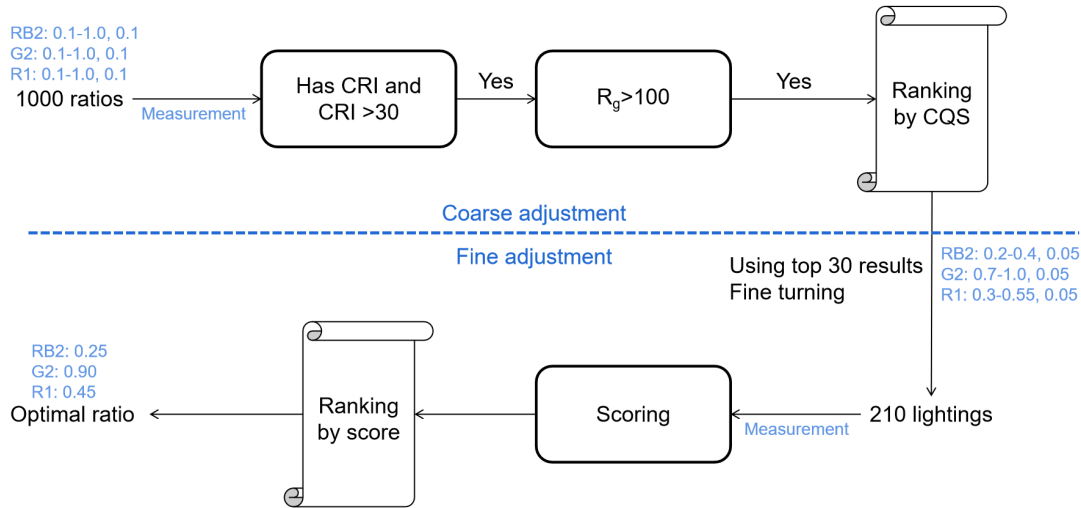 RB2: 0.1-1.0, 0.1
G2: 0.1-1.0, 0.1
R1: 0.1-1.0, 0.1
1000 ratios
Measurement
Has CRI and
CRI >30
Yes
Rg>100
Yes
Ranking
by CQS
Coarse adjustment
Fine adjustment
Using top 30 results
Fine turning
RB2: 0.2-0.4, 0.05
G2: 0.7-1.0, 0.05
R1: 0.3-0.55, 0.05
210 lightings
Measurement
Scoring
Ranking
by score
RB2: 0.25
G2: 0.90
R1: 0.45
Optimal ratio